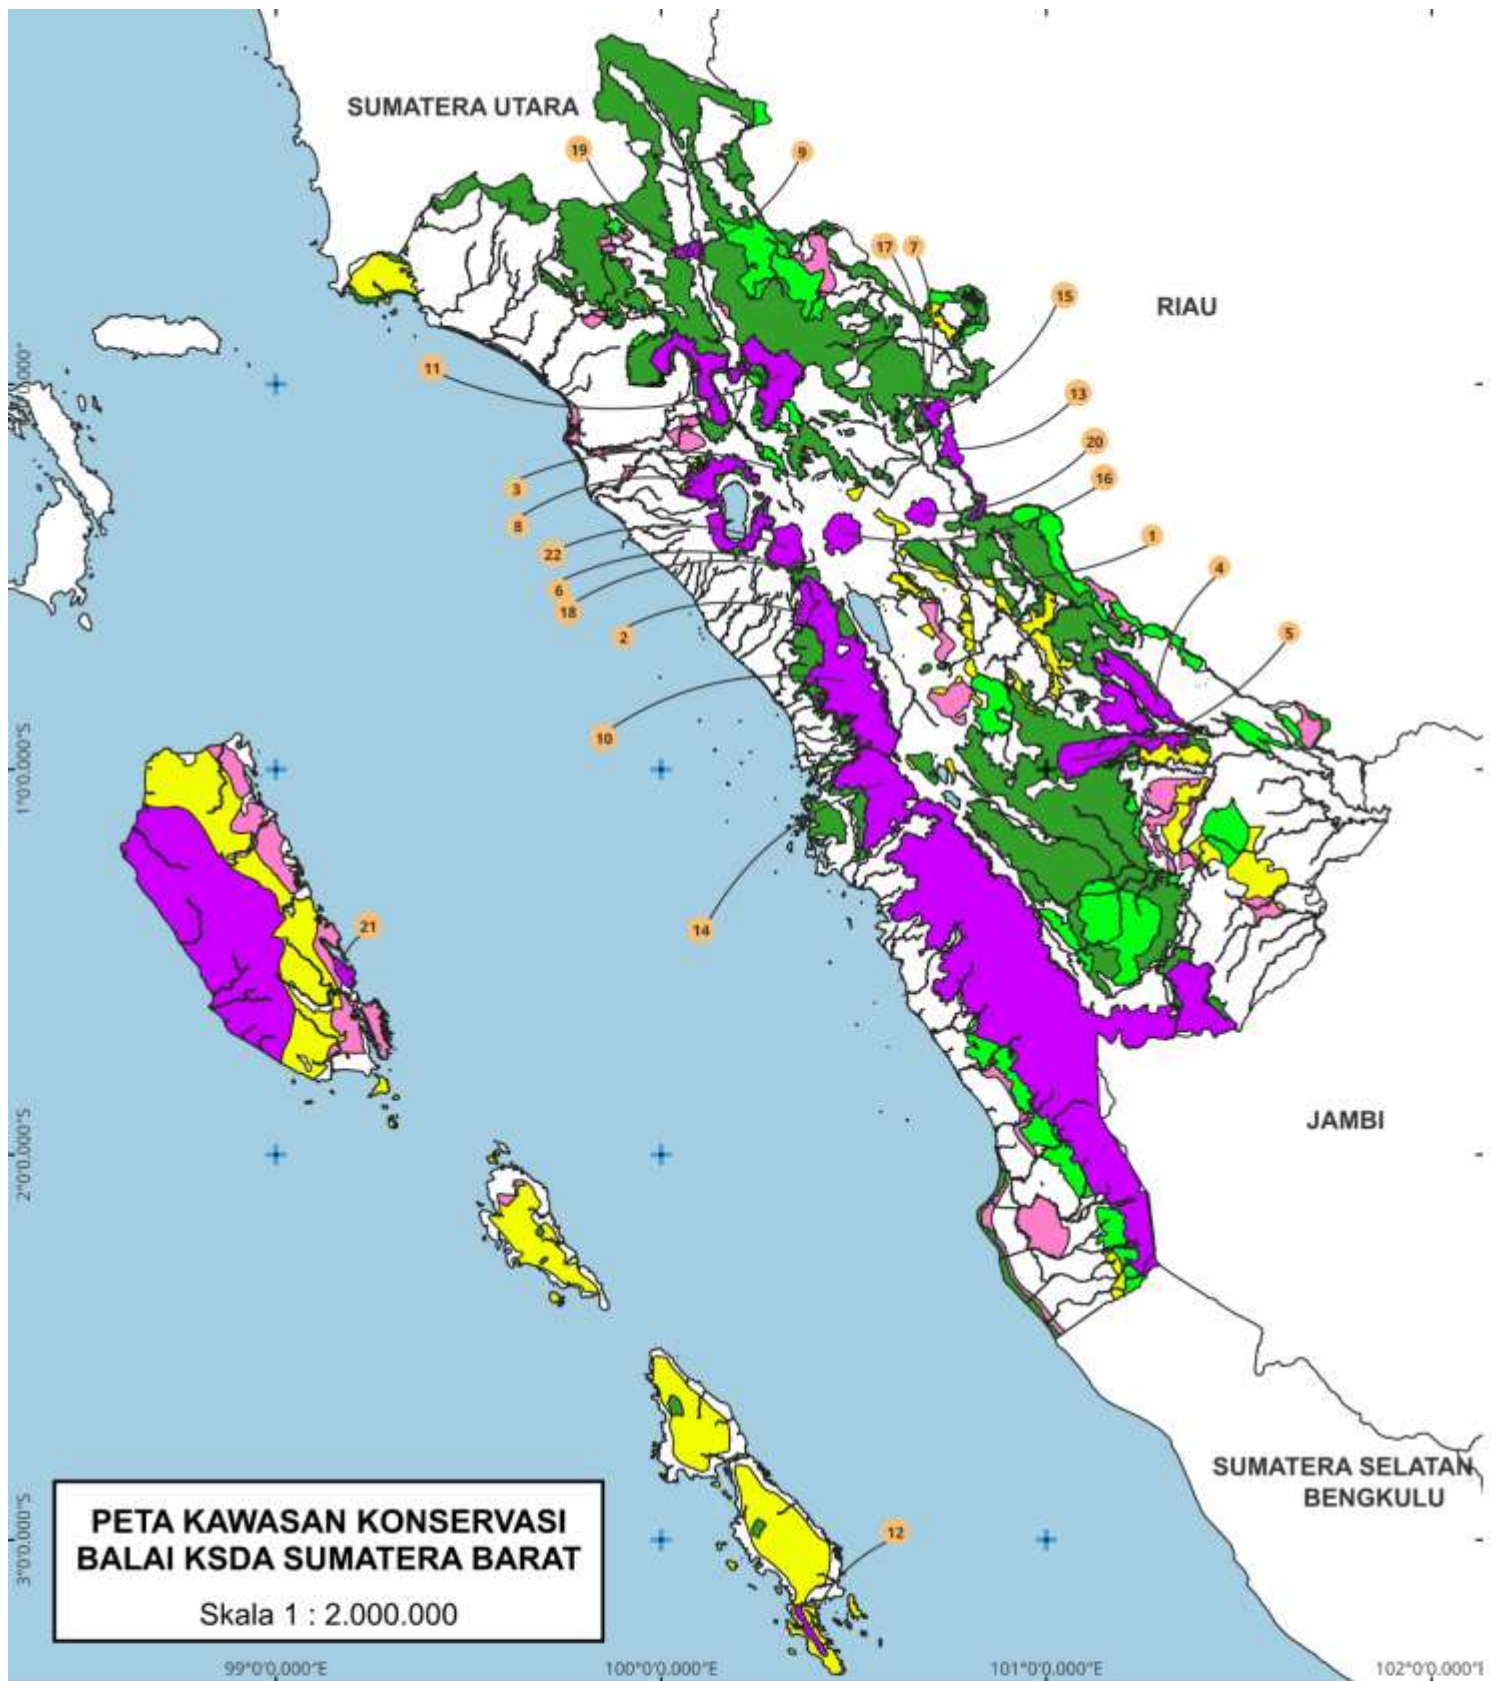 SUMATERA UTARA
19
9
17
7
15
RIAU
11
13
20
3
16
8
1
22
4
6
18
2
5
10
1°0'0.000"S
21
14
JAMBI
2°0'0.000"S
SUMATERA SELATAN
BENGKULU
PETA KAWASAN KONSERVASI
BALAI KSDA SUMATERA BARAT
Skala 1 : 2.000.000
3°0'0.000"S
12
99°0'0.000"E
100°0'0.000"E
101°0'0.000"E
102°0'0.000"E